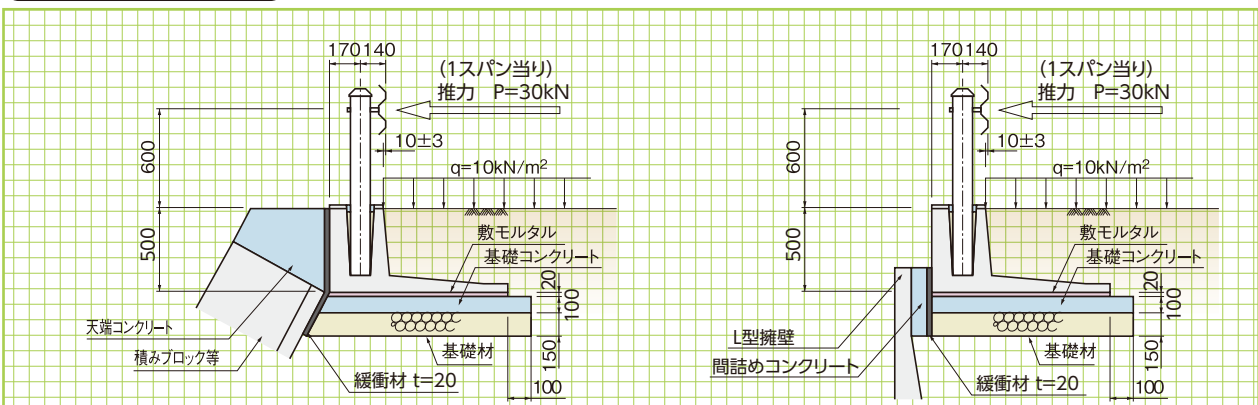 170 140
(1スパン当り)
推力 P=30kN
10±3
600
q=10kN/m²
500
敷モルタル
基礎コンクリート
20
100
天端コンクリート
積みブロック等
基礎材
150
緩衝材 t=20
100
170 140
(1スパン当り)
推力 P=30kN
10±3
600
q=10kN/m²
500
敷モルタル
基礎コンクリート
20
100
L型擁壁
間詰めコンクリート
基礎材
150
緩衝材 t=20
100